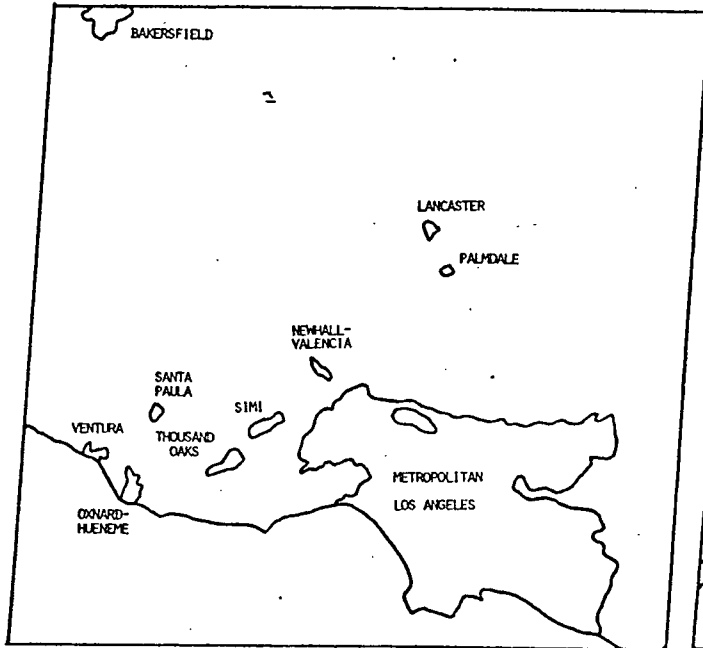 BAKERSFIELD
LANCASTER
PALMDALE
NEWHALL-
VALENCIA
SANTA
PAULA
SIMI
VENTURA
THOUSAND
OAKS
METROPOLITAN
LOS ANGELES
OXNARD-
HUENEME